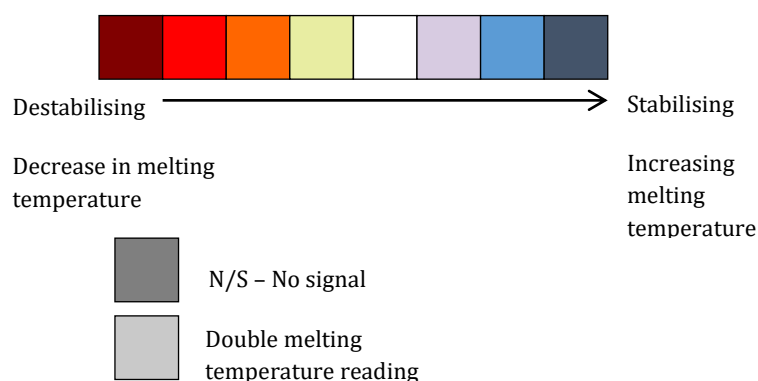 Destabilising
Stabilising
Decrease in melting
temperature
Increasing
melting
temperature
N/S – No signal
Double melting
temperature reading